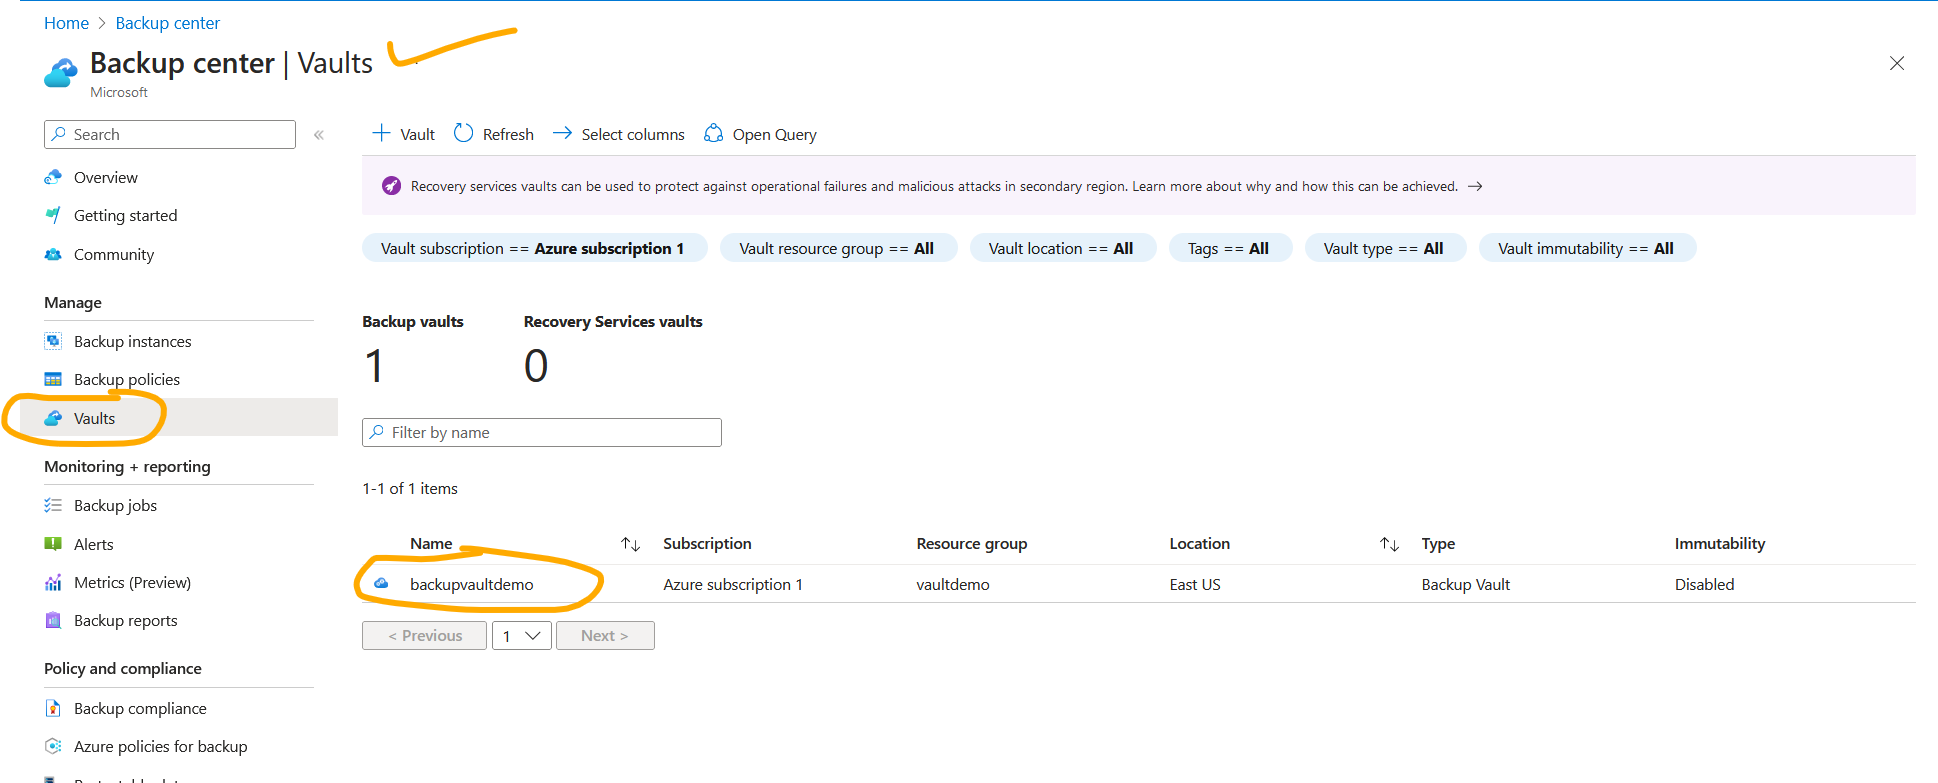 Home > Backup center
Backup center | Vaults
Microsoft
Search «
Overview
Getting started
Community
Manage
Backup instances
Backup policies
Vaults
Monitoring + reporting
Backup jobs
Alerts
Metrics (Preview)
Backup reports
Policy and compliance
Backup compliance
Azure policies for backup
+ Vault Refresh Select columns Open Query
Recovery services vaults can be used to protect against operational failures and malicious attacks in secondary region. Learn more about why and how this can be achieved. →
Vault subscription == Azure subscription 1 Vault resource group == All Vault location == All Tags == All Vault type == All Vault immutability == All
Backup vaults Recovery Services vaults
1 0
Filter by name
1-1 of 1 items
Name ↑↓ Subscription Resource group Location ↑↓ Type Immutability
backupvaultdemo Azure subscription 1 vaultdemo East US Backup Vault Disabled
< Previous 1 Next >